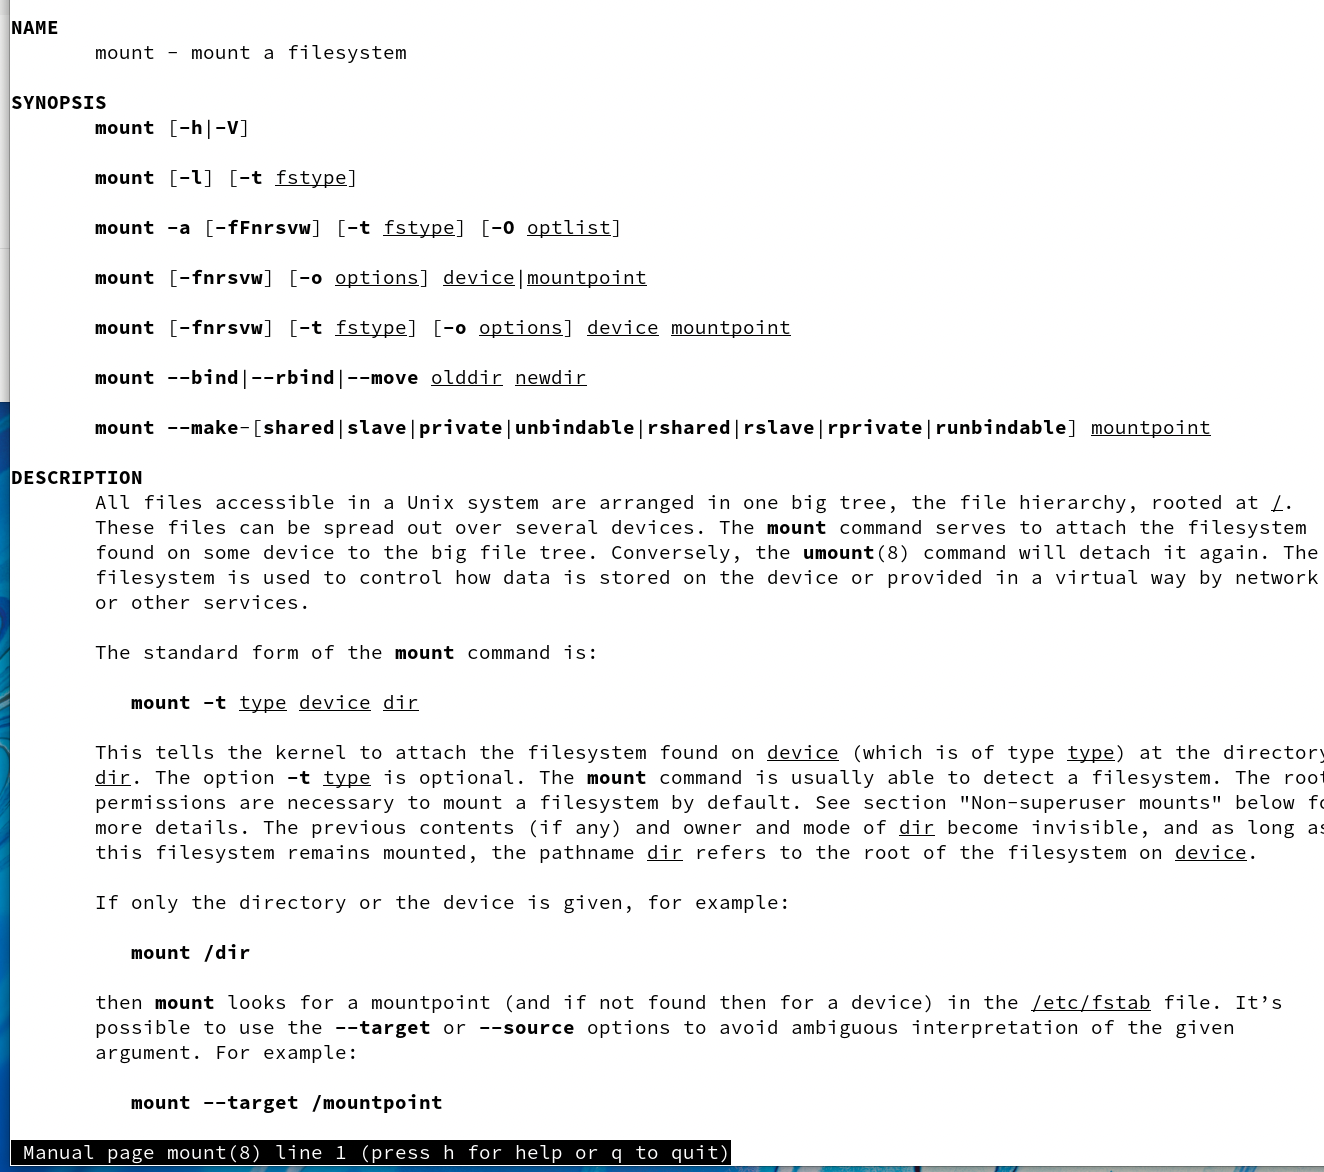 NAME
mount - mount a filesystem
SYNOPSIS
mount [-h|-V]
mount [-l] [-t fstype]
mount -a [-fFnrsvw] [-t fstype] [-O optlist]
mount [-fnrsvw] [-o options] device|mountpoint
mount [-fnrsvw] [-t fstype] [-o options] device mountpoint
mount --bind|--rbind|--move olddir newdir
mount --make-[shared|slave|private|unbindable|rshared|rslave|rprivate|runbindable] mountpoint
DESCRIPTION
All files accessible in a Unix system are arranged in one big tree, the file hierarchy, rooted at /.
These files can be spread out over several devices. The mount command serves to attach the filesystem
found on some device to the big file tree. Conversely, the umount(8) command will detach it again. The
filesystem is used to control how data is stored on the device or provided in a virtual way by network
or other services.
The standard form of the mount command is:
mount -t type device dir
This tells the kernel to attach the filesystem found on device (which is of type type) at the directory
dir. The option -t type is optional. The mount command is usually able to detect a filesystem. The root
permissions are necessary to mount a filesystem by default. See section "Non-superuser mounts" below fo
more details. The previous contents (if any) and owner and mode of dir become invisible, and as long as
this filesystem remains mounted, the pathname dir refers to the root of the filesystem on device.
If only the directory or the device is given, for example:
mount /dir
then mount looks for a mountpoint (and if not found then for a device) in the /etc/fstab file. It’s
possible to use the --target or --source options to avoid ambiguous interpretation of the given
argument. For example:
mount --target /mountpoint
Manual page mount(8) line 1 (press h for help or q to quit)